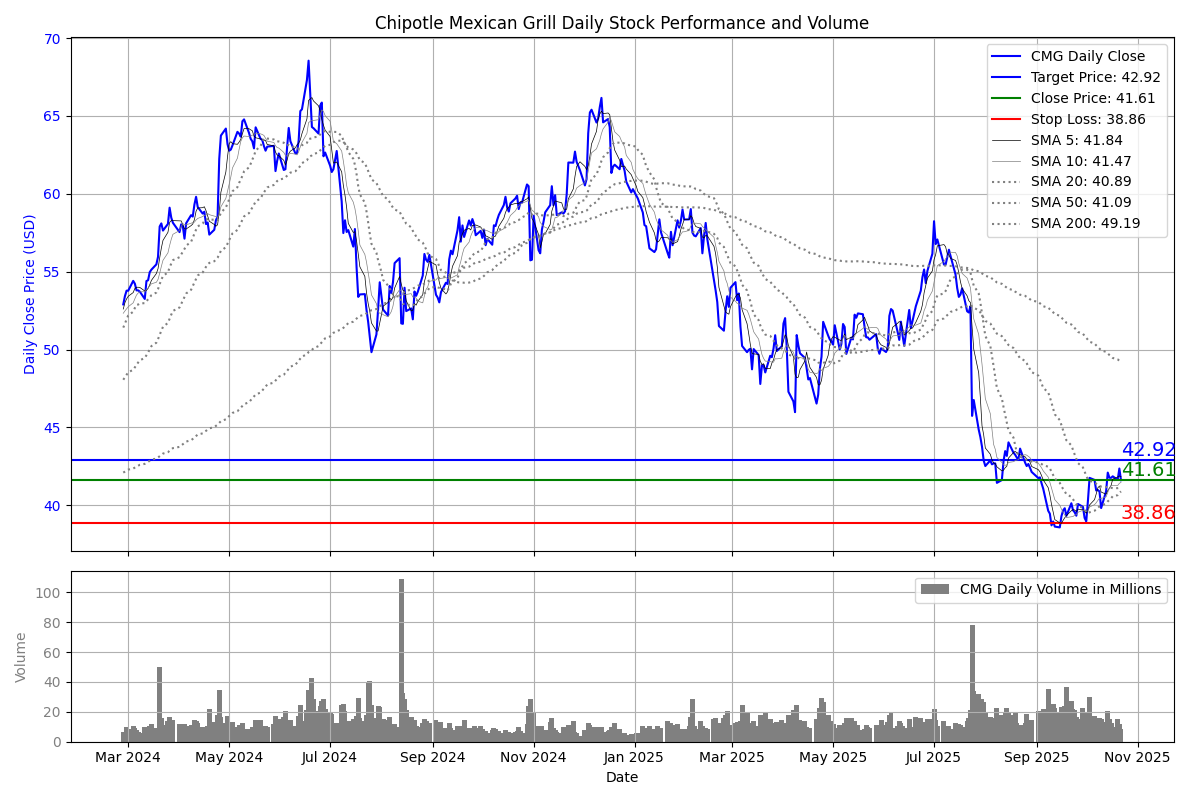 Chipotle Mexican Grill Daily Stock Performance and Volume
Daily Close Price (USD)
70
65
60
55
50
45
40
CMG Daily Close
Target Price: 42.92
Close Price: 41.61
Stop Loss: 38.86
SMA 5: 41.84
SMA 10: 41.47
SMA 20: 40.89
SMA 50: 41.09
SMA 200: 49.19
42.92
41.61
38.86
Volume
100
80
60
40
20
0
CMG Daily Volume in Millions
Mar 2024
May 2024
Jul 2024
Sep 2024
Nov 2024
Jan 2025
Mar 2025
May 2025
Jul 2025
Sep 2025
Nov 2025
Date